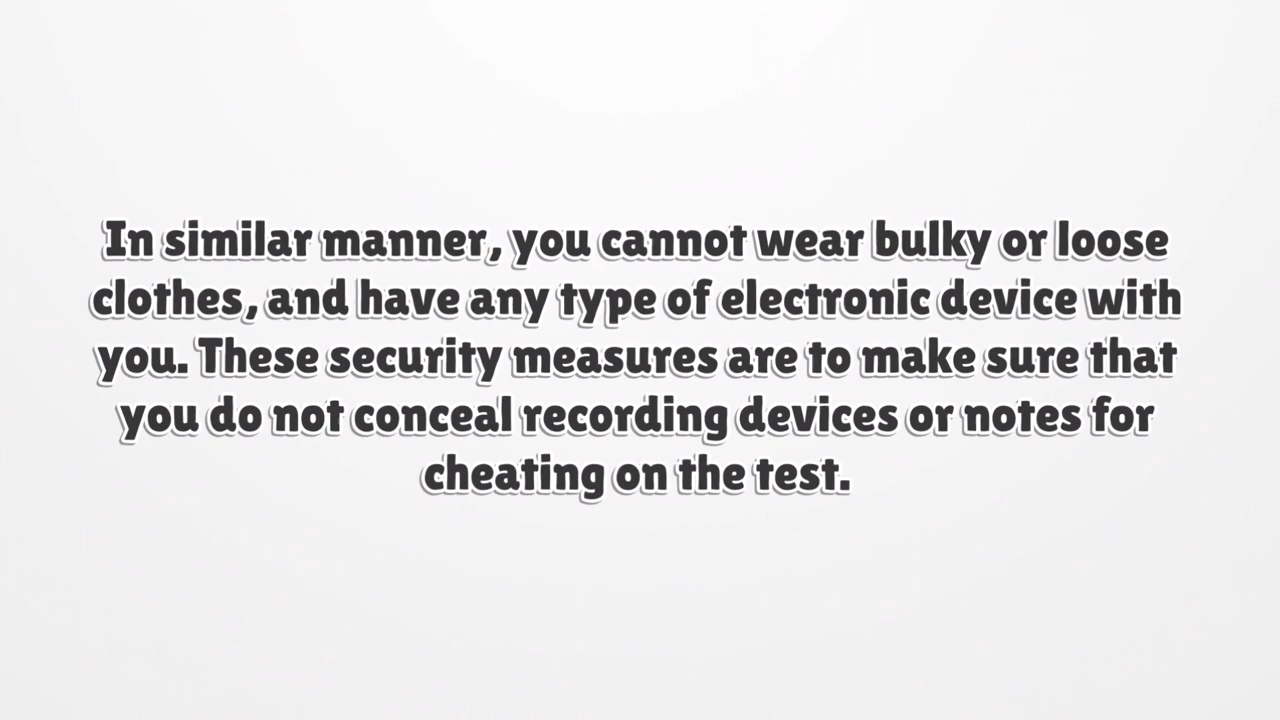 In similar manner, you cannot wear bulky or loose
clothes, and have any type of electronic device with
you. These security measures are to make sure that
you do not conceal recording devices or notes for
cheating on the test.